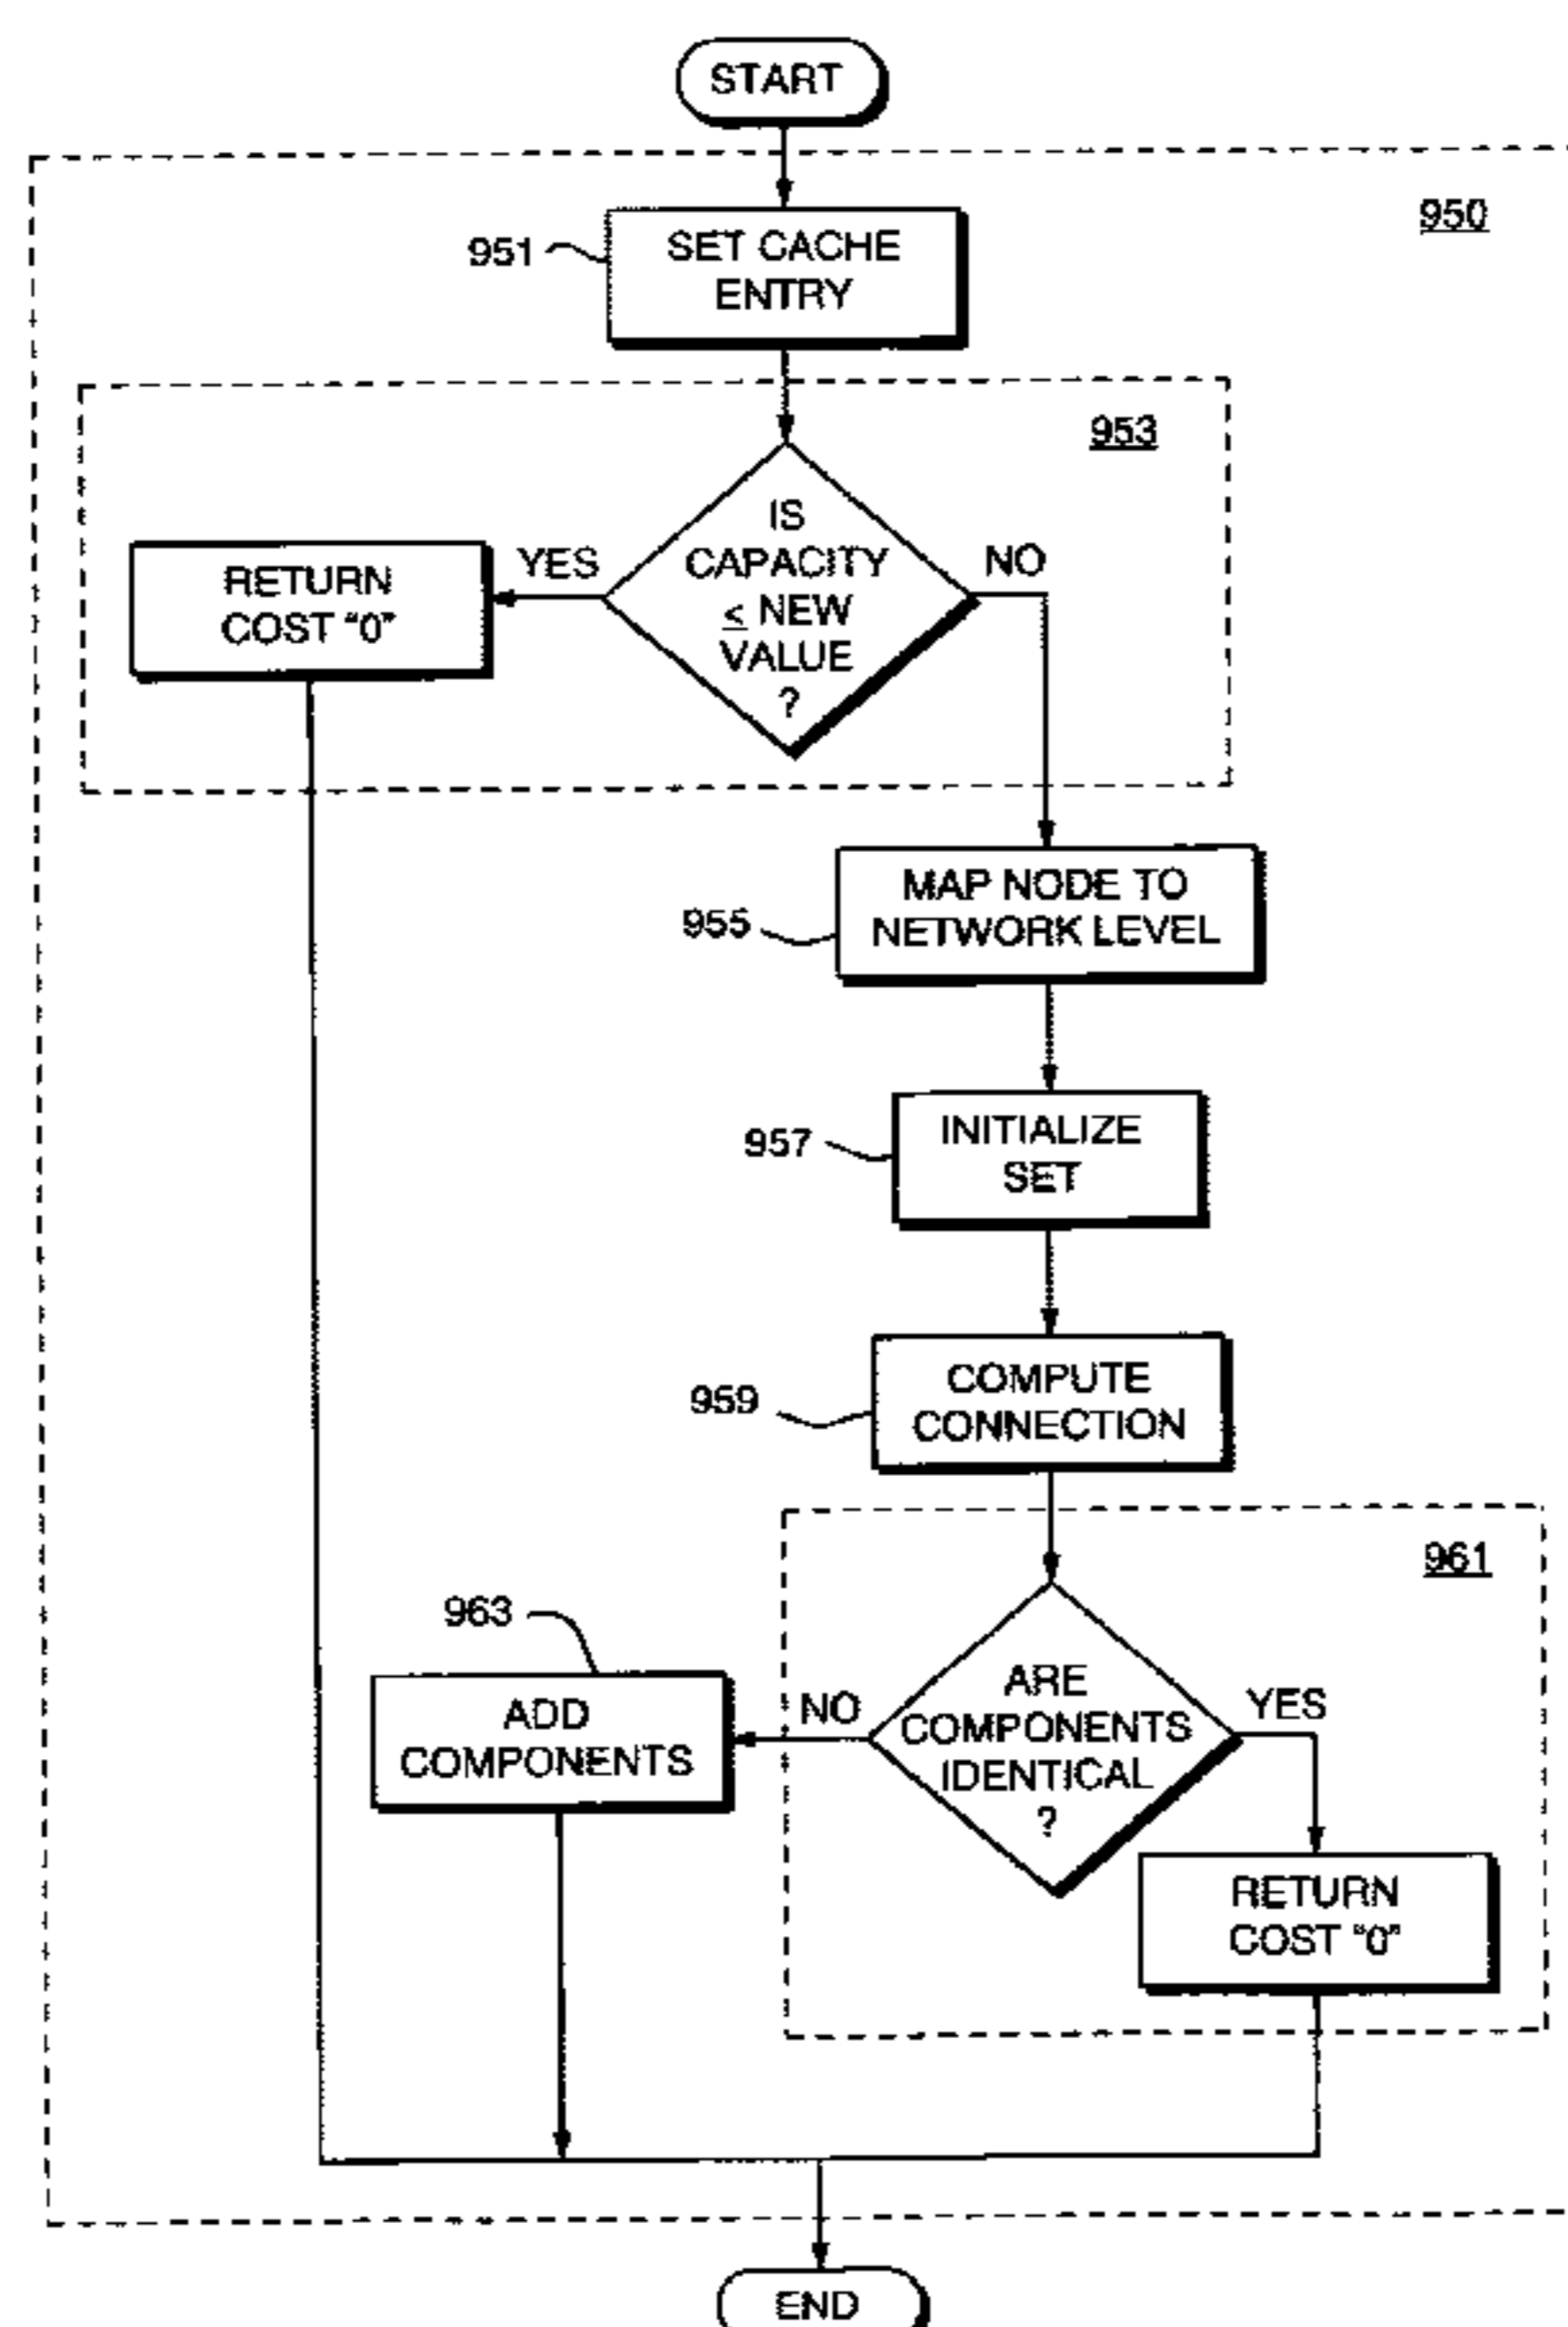 START
950
951
SET CACHE
ENTRY
953
IS
CAPACITY
≤ NEW
VALUE
?
YES
NO
RETURN
COST "0"
955
MAP NODE TO
NETWORK LEVEL
957
INITIALIZE
SET
959
COMPUTE
CONNECTION
961
963
ADD
COMPONENTS
NO
ARE
COMPONENTS
IDENTICAL
?
YES
RETURN
COST "0"
END